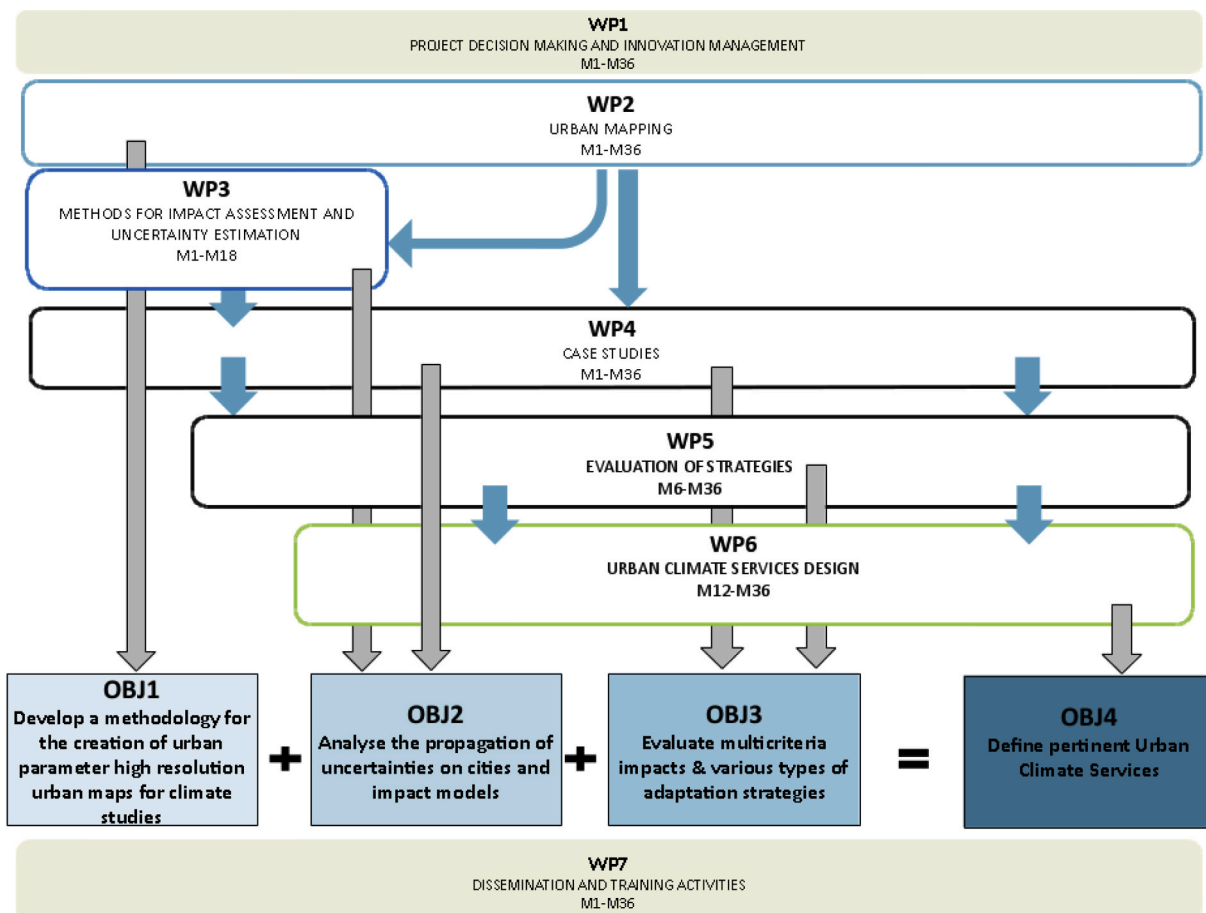 WP1
PROJECT DECISION MAKING AND INNOVATION MANAGEMENT
M1-M36
WP2
URBAN MAPPING
M1-M36
WP3
METHODS FOR IMPACT ASSESSMENT AND
UNCERTAINTY ESTIMATION
M1-M18
WP4
CASE STUDIES
M1-M36
WP5
EVALUATION OF STRATEGIES
M6-M36
WP6
URBAN CLIMATE SERVICES DESIGN
M12-M36
OBJ1
Develop a methodology for
the creation of urban
parameter high resolution
urban maps for climate
studies
+
OBJ2
Analyse the propagation of
uncertainties on cities and
impact models
+
OBJ3
Evaluate multicriteria
impacts & various types of
adaptation strategies
=
OBJ4
Define pertinent Urban
Climate Services
WP7
DISSEMINATION AND TRAINING ACTIVITIES
M1-M36